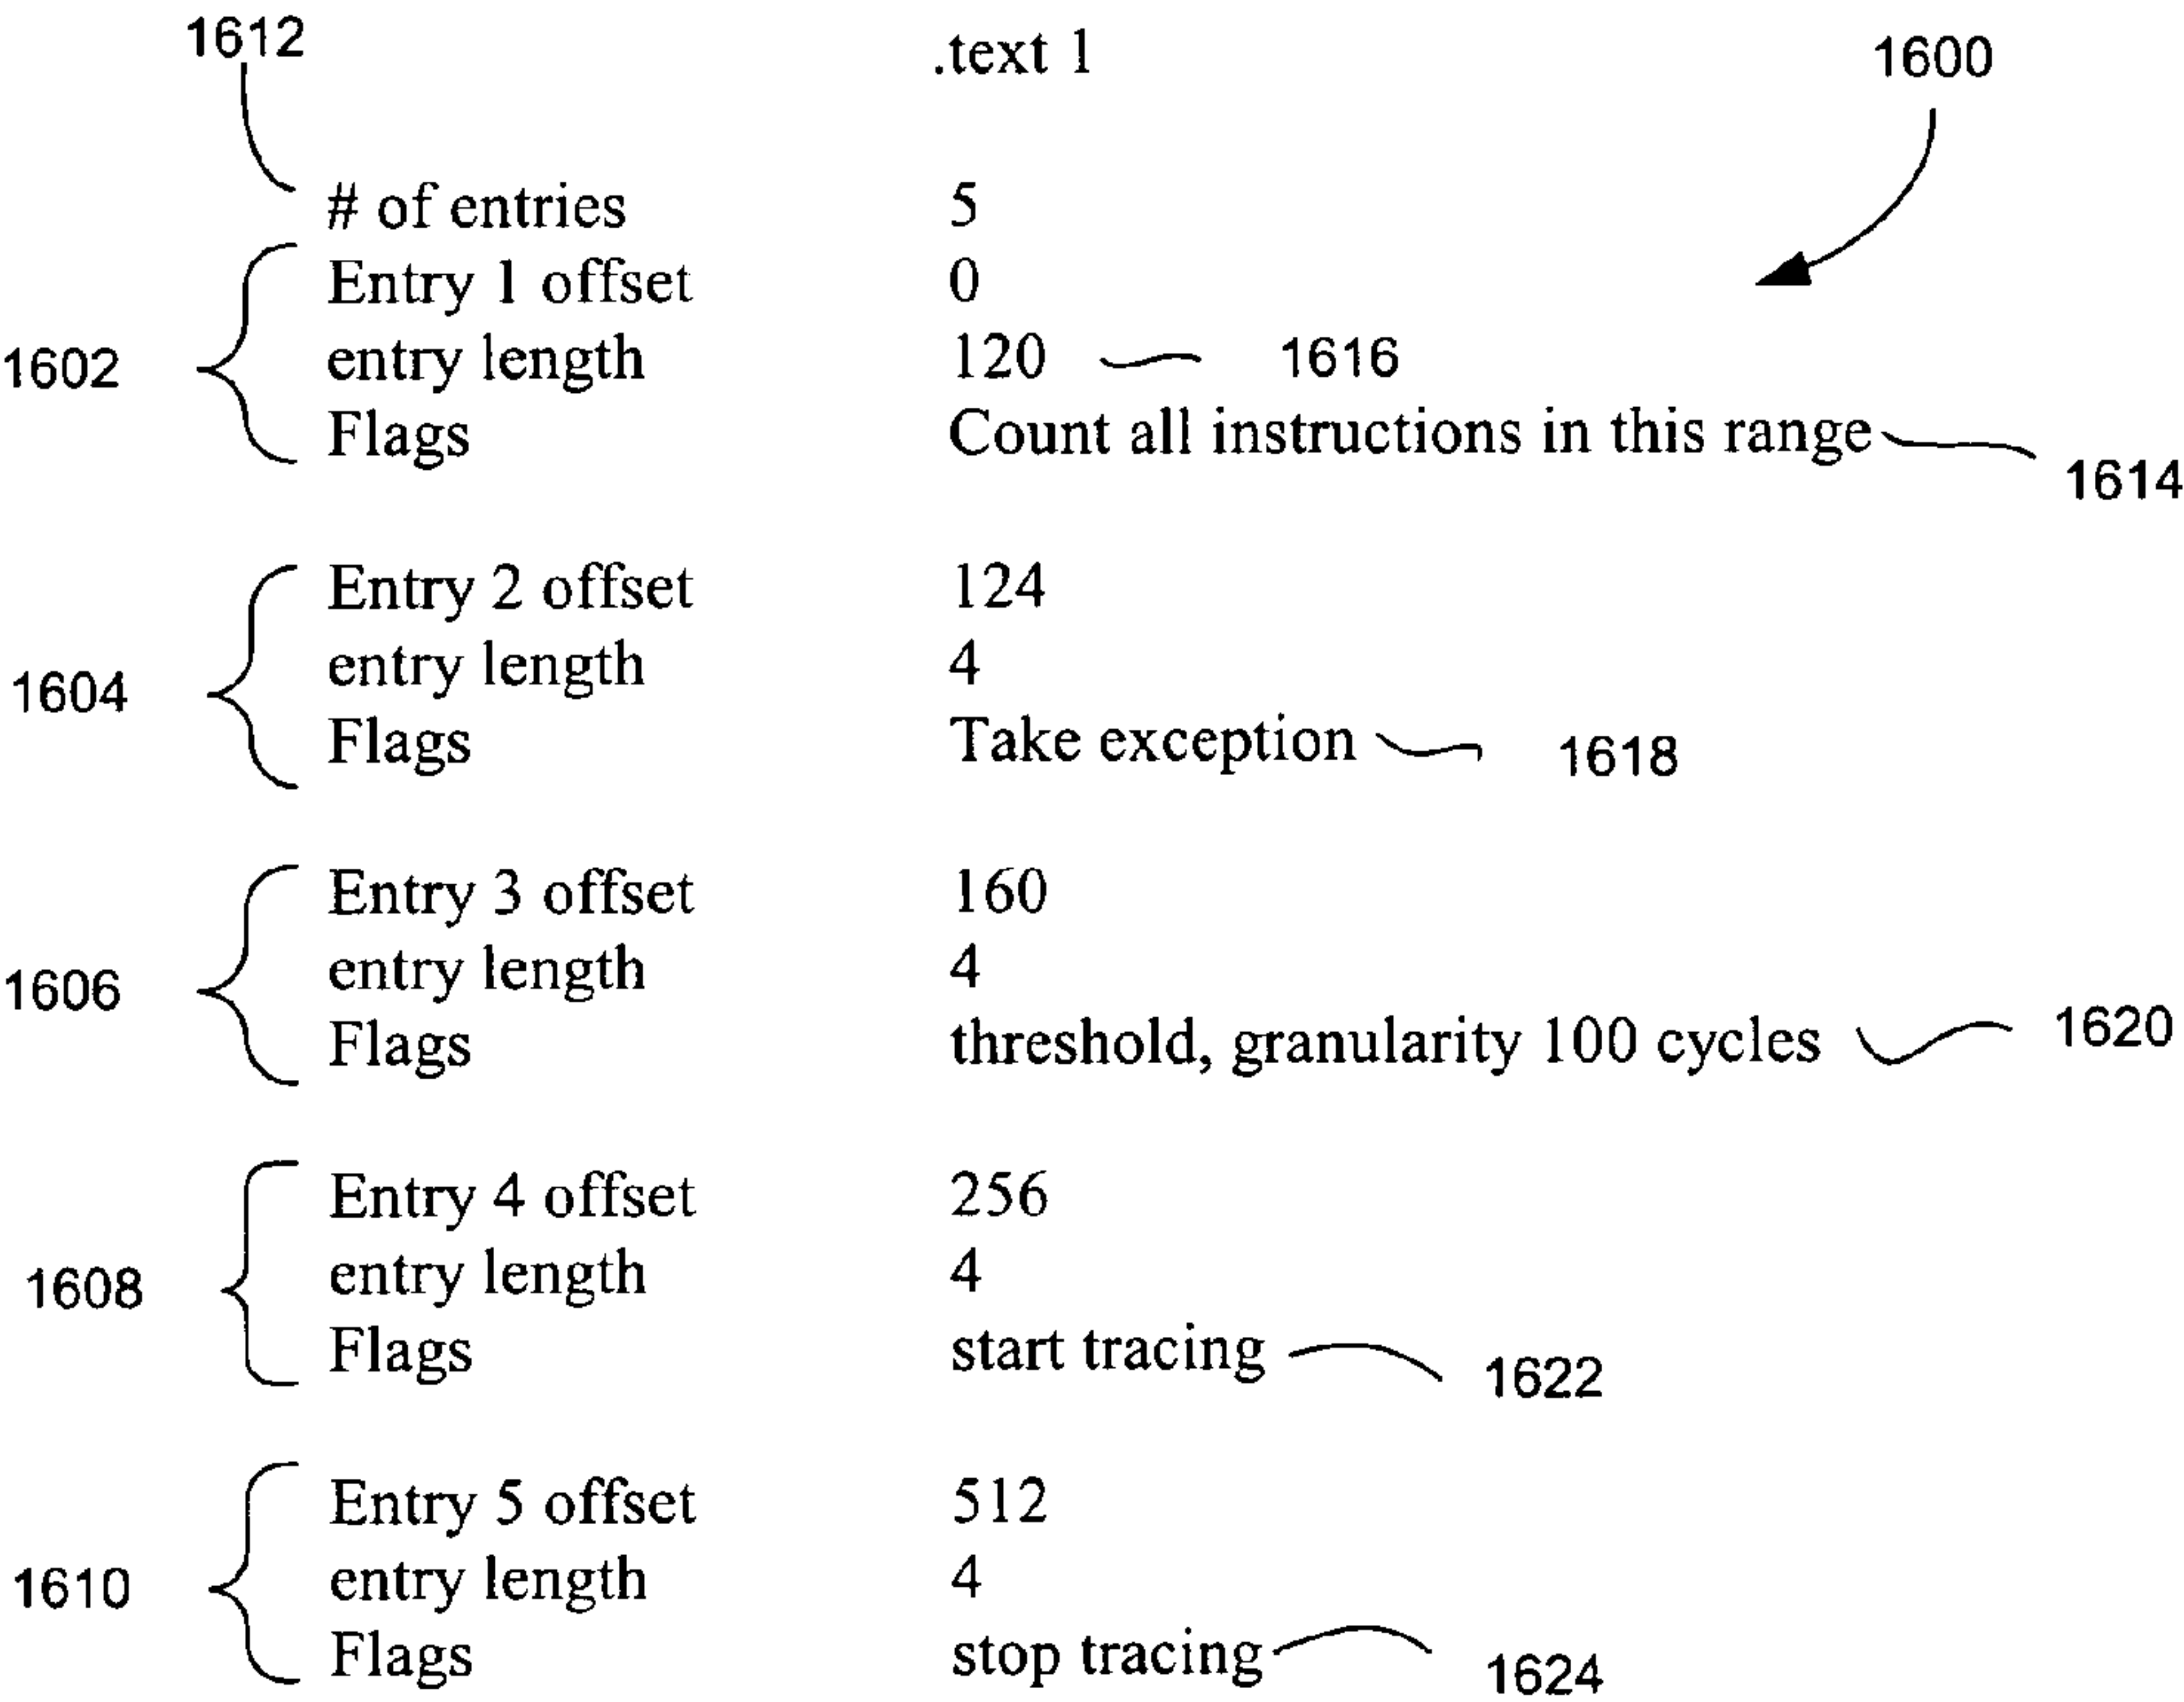 1612 .text 1 1600
# of entries 5
Entry 1 offset 0
1602 entry length 120 1616
Flags Count all instructions in this range 1614
Entry 2 offset 124
1604 entry length 4
Flags Take exception 1618
Entry 3 offset 160
1606 entry length 4
Flags threshold, granularity 100 cycles 1620
Entry 4 offset 256
1608 entry length 4
Flags start tracing 1622
Entry 5 offset 512
1610 entry length 4
Flags stop tracing 1624